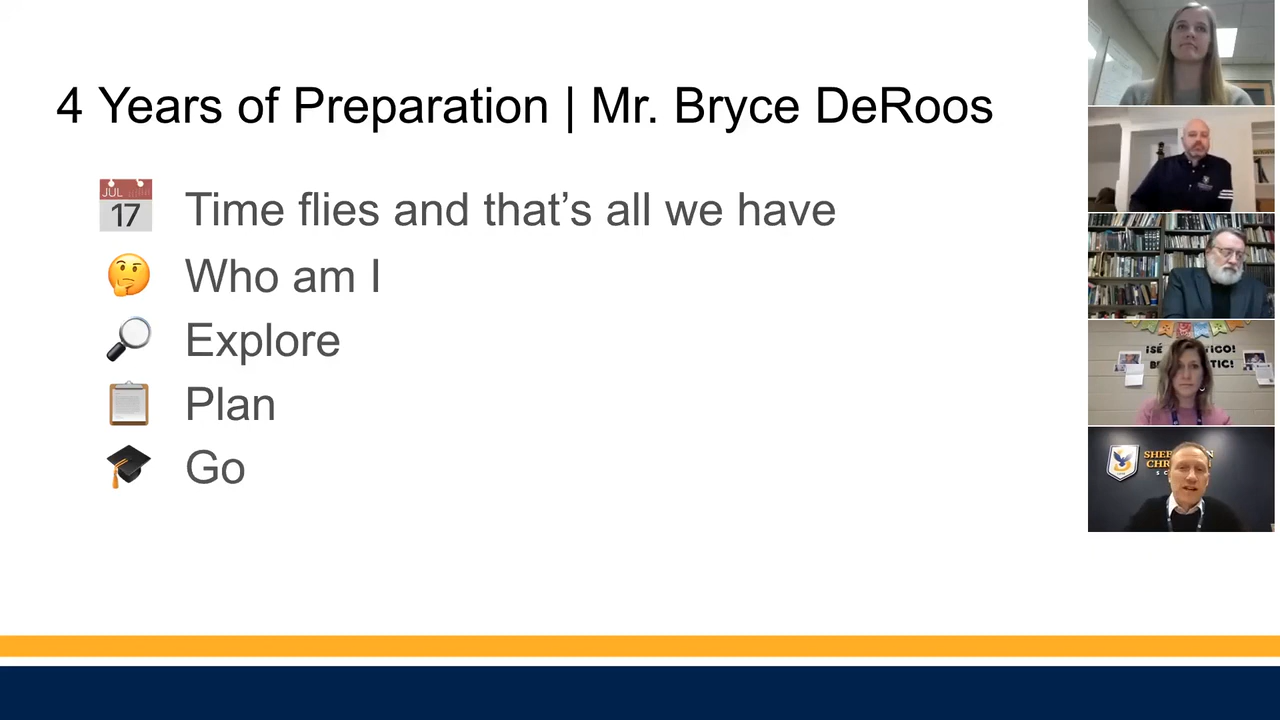 4 Years of Preparation | Mr. Bryce DeRoos
JUL
17
Time flies and that’s all we have
Who am I
Explore
Plan
Go
¡SÉ